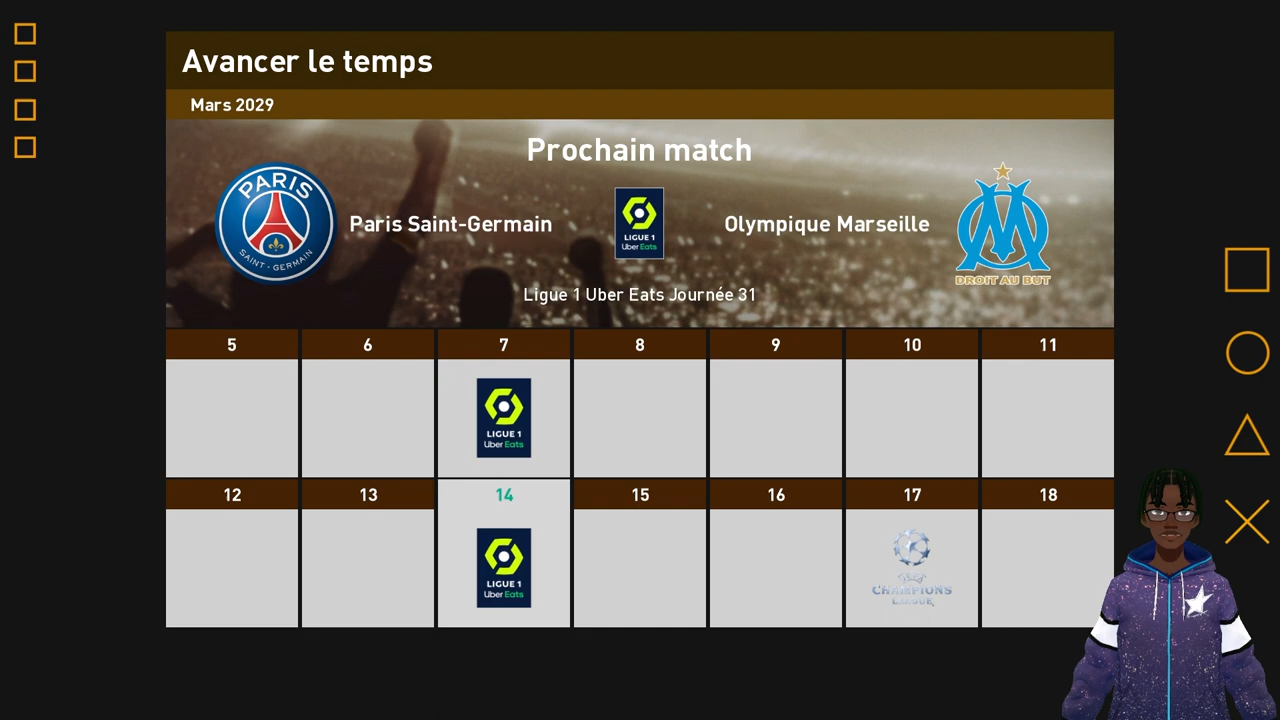 Avancer le temps
Mars 2029
Prochain match
PARIS
SAINT-GERMAIN
Paris Saint-Germain
LIGUE 1
Uber Eats
Olympique Marseille
DROIT AU BUT
Ligue 1 Uber Eats Journée 31
5 6 7 8 9 10 11
LIGUE 1
Uber Eats
12 13 14 15 16 17 18
LIGUE 1
Uber Eats
CHAMPIONS
LEAGUE